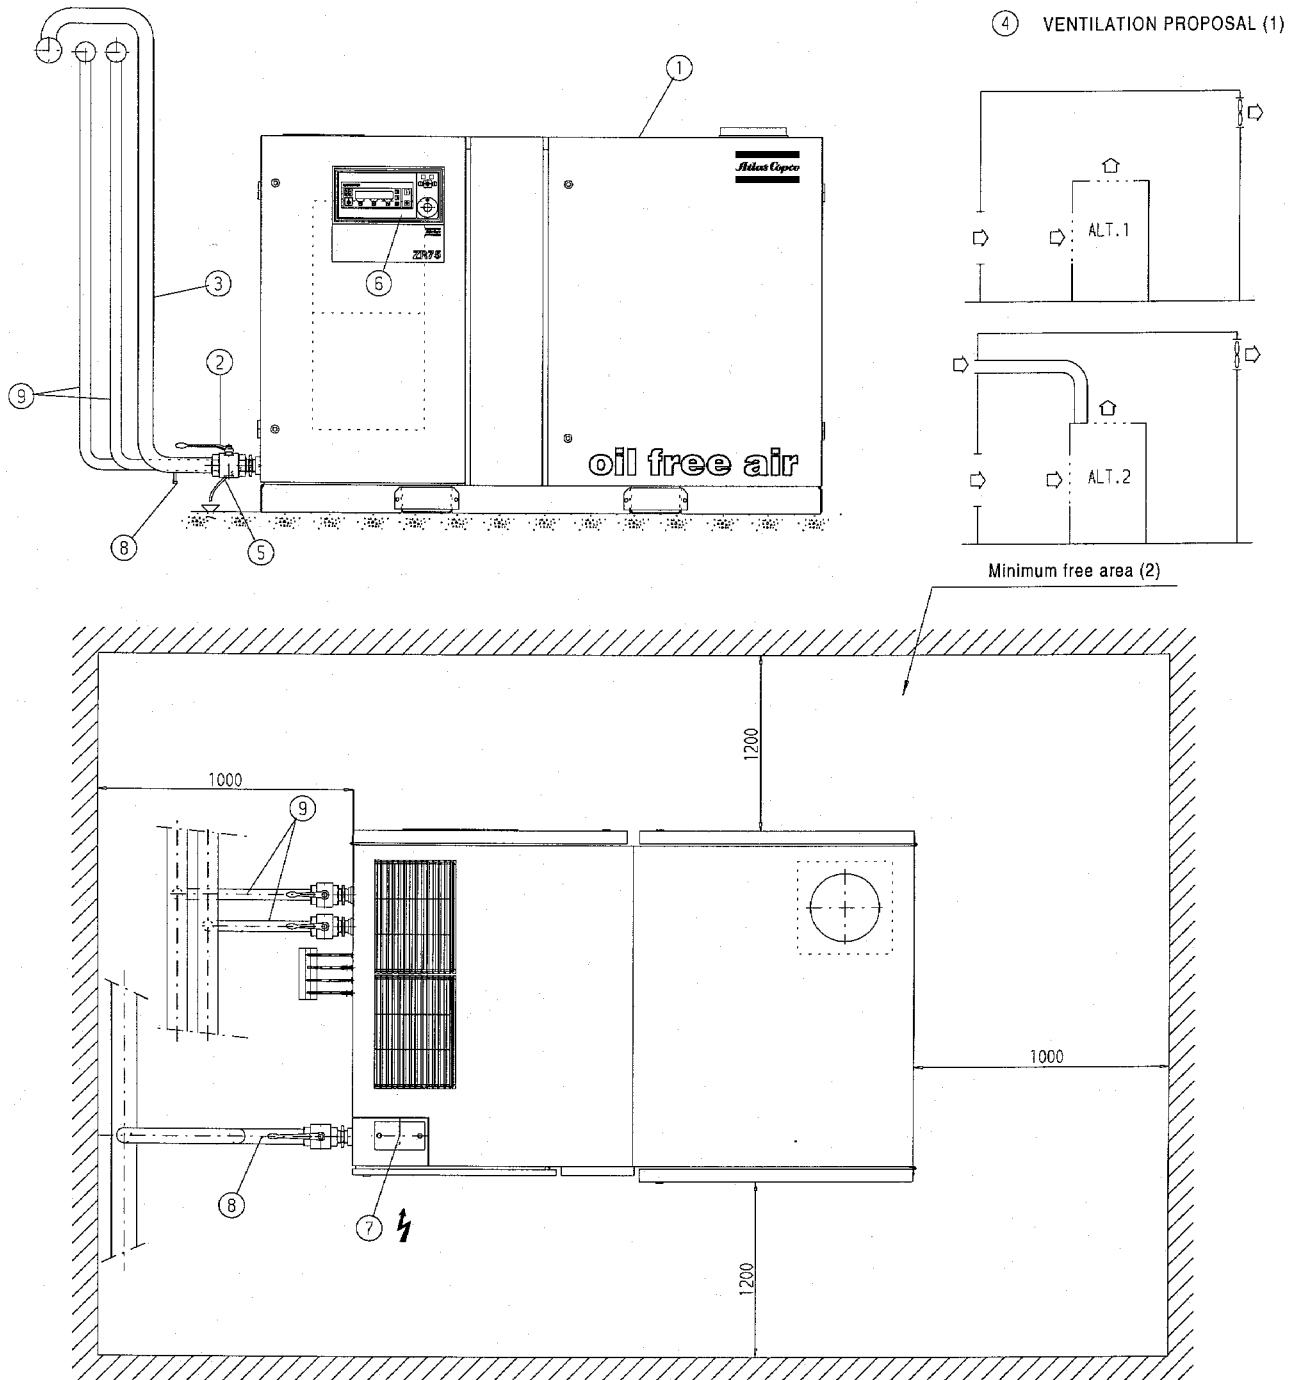 4 VENTILATION PROPOSAL (1)
1
Atlas Copco
ALT.1
ZR75
6
3
2
9
oil free air
ALT.2
8
5
Minimum free area (2)
1200
1000
9
1000
8
7
1200